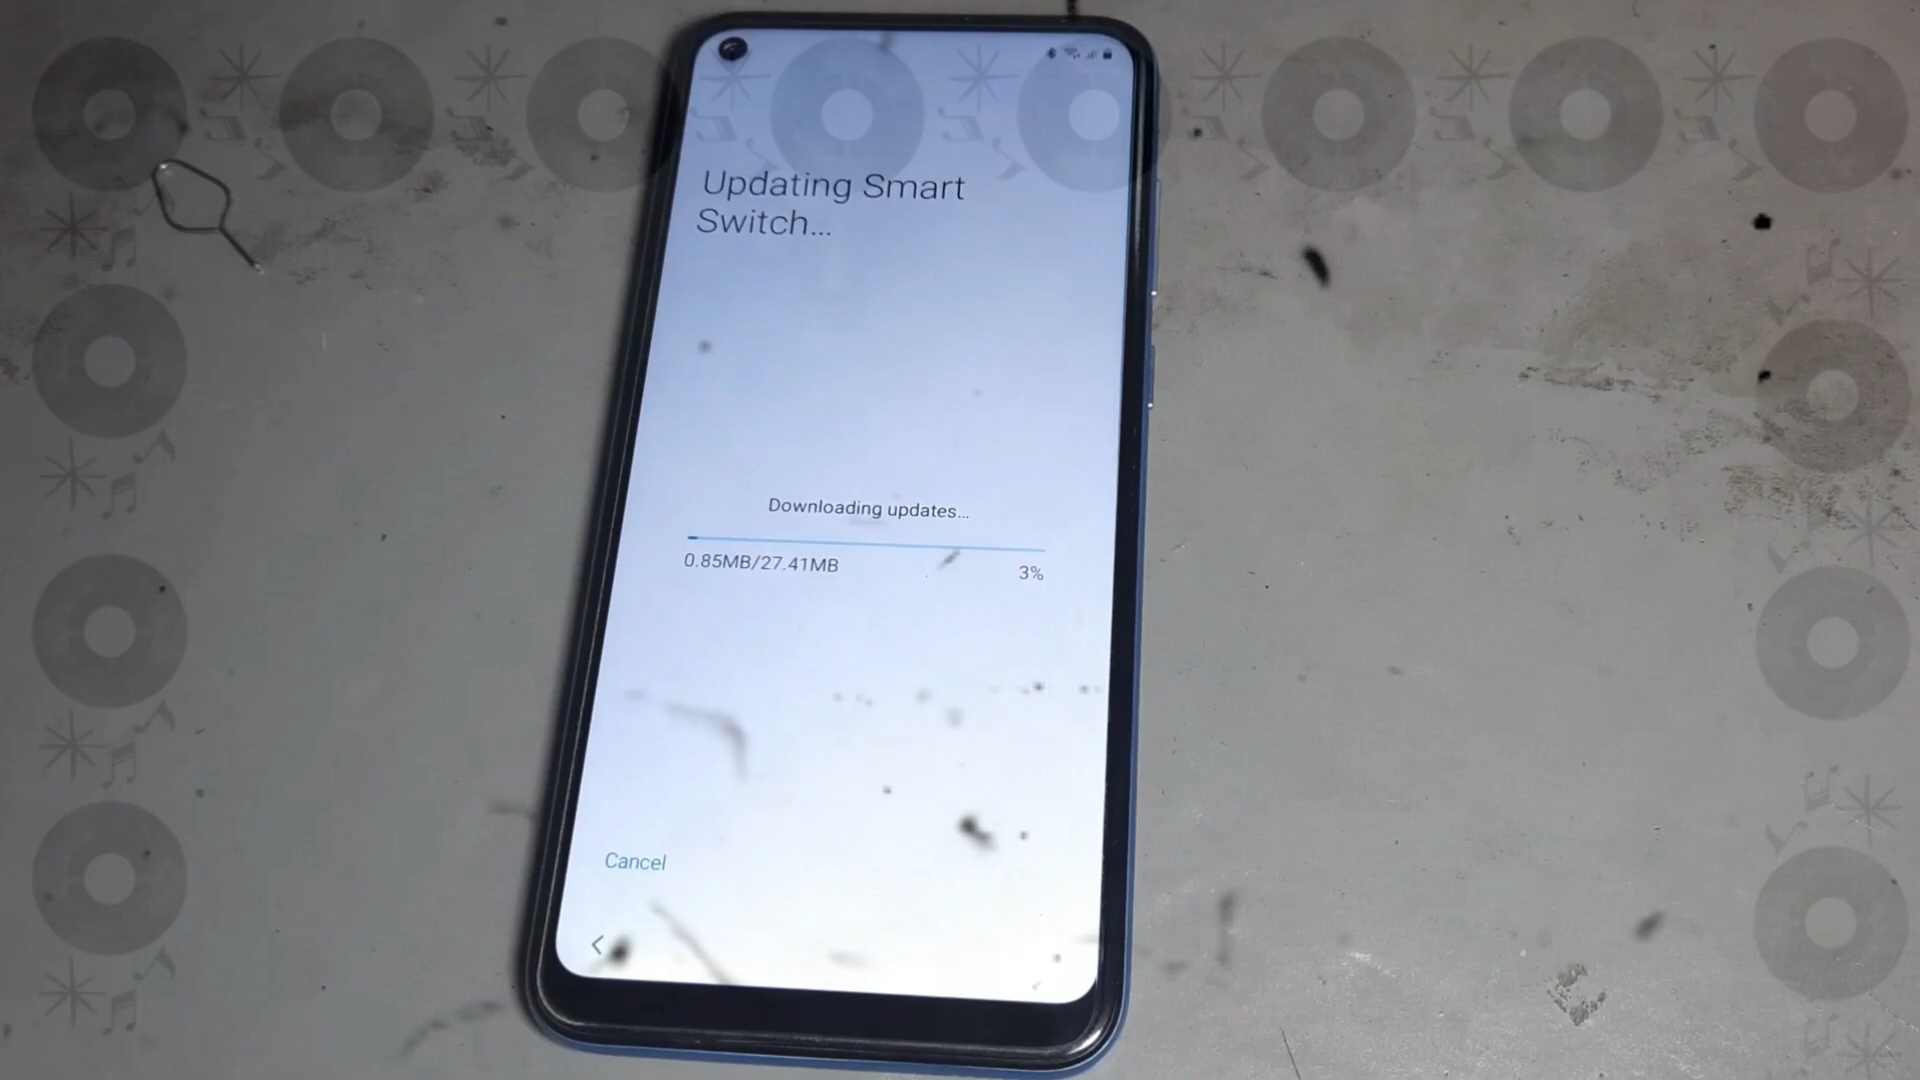 Updating Smart
Switch...
Downloading updates...
0.85MB/27.41MB
3%
Cancel